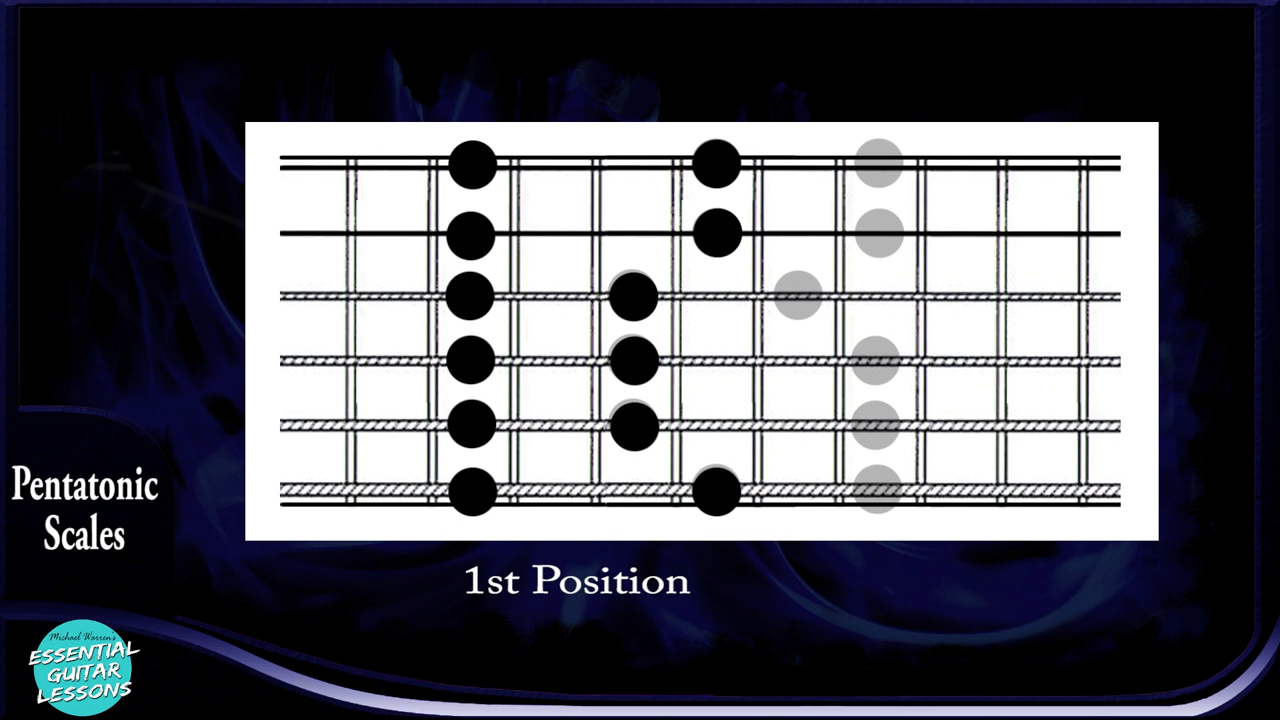 Pentatonic
Scales
1st Position
Michael Warren's
ESSENTIAL
GUITAR
LESSONS